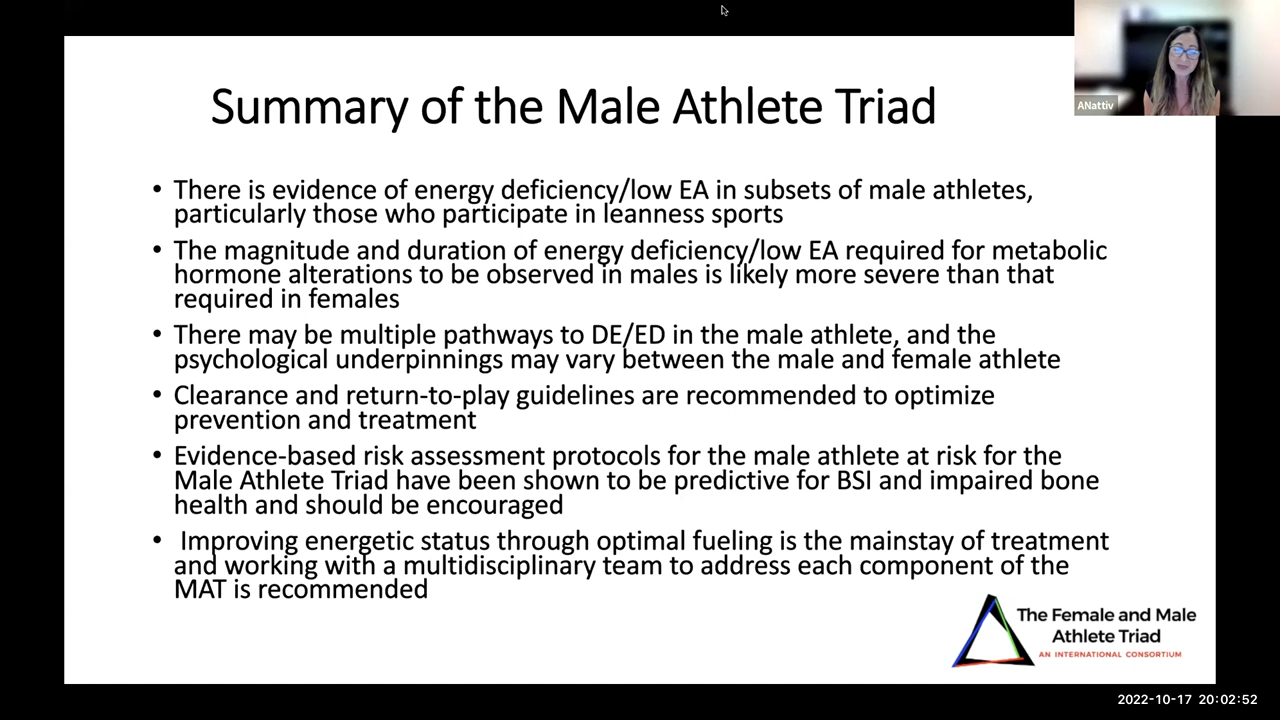 ANattiv
Summary of the Male Athlete Triad
• There is evidence of energy deficiency/low EA in subsets of male athletes,
particularly those who participate in leanness sports
• The magnitude and duration of energy deficiency/low EA required for metabolic
hormone alterations to be observed in males is likely more severe than that
required in females
• There may be multiple pathways to DE/ED in the male athlete, and the
psychological underpinnings may vary between the male and female athlete
• Clearance and return-to-play guidelines are recommended to optimize
prevention and treatment
• Evidence-based risk assessment protocols for the male athlete at risk for the
Male Athlete Triad have been shown to be predictive for BSI and impaired bone
health and should be encouraged
• Improving energetic status through optimal fueling is the mainstay of treatment
and working with a multidisciplinary team to address each component of the
MAT is recommended
The Female and Male
Athlete Triad
AN INTERNATIONAL CONSORTIUM
2022-10-17 20:02:52